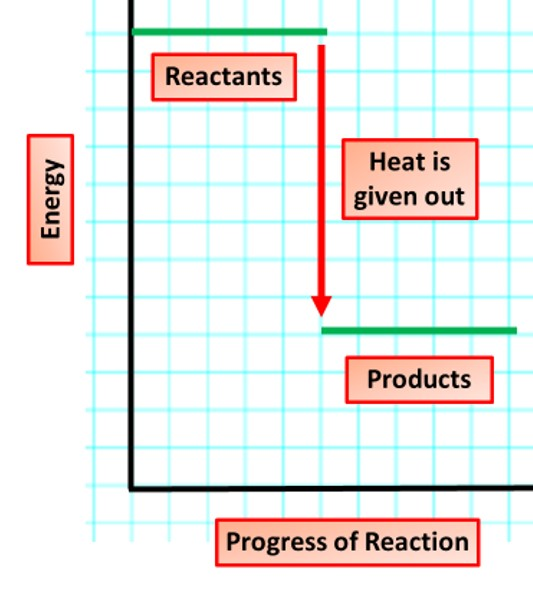 Reactants
Heat is
given out
Energy
Products
Progress of Reaction